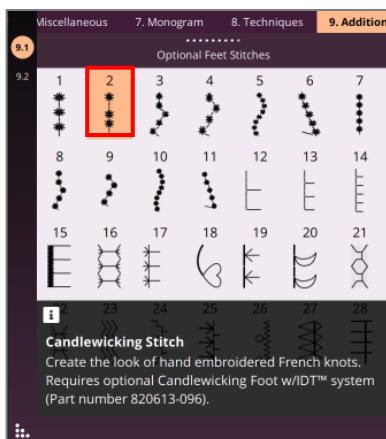 Miscellaneous 7. Monogram 8. Techniques 9. Addition
9.1 Optional Feet Stitches
9.2
1 2 3 4 5 6 7
8 9 10 11 12 13 14
15 16 17 18 19 20 21
22 23 24 25 26 27 28
i
Candlewicking Stitch
Create the look of hand embroidered French knots.
Requires optional Candlewicking Foot w/IDT™ system
(Part number 820613-096).